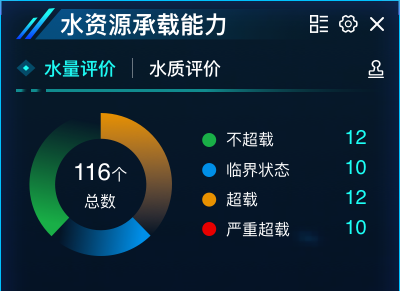 水资源承载能力
水量评价 水质评价
116个
总数
不超载 12
临界状态 10
超载 12
严重超载 10